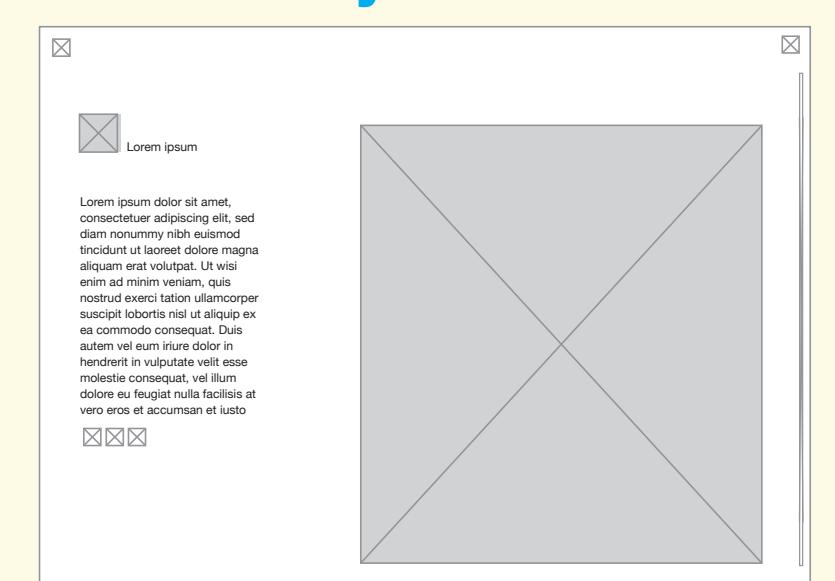 Lorem ipsum
Lorem ipsum dolor sit amet,
consectetuer adipiscing elit, sed
diam nonummy nibh euismod
tincidunt ut laoreet dolore magna
aliquam erat volutpat. Ut wisi
enim ad minim veniam, quis
nostrud exerci tation ullamcorper
suscipit lobortis nisl ut aliquip ex
ea commodo consequat. Duis
autem vel eum iriure dolor in
hendrerit in vulputate velit esse
molestie consequat, vel illum
dolore eu feugiat nulla facilisis at
vero eros et accumsan et iusto